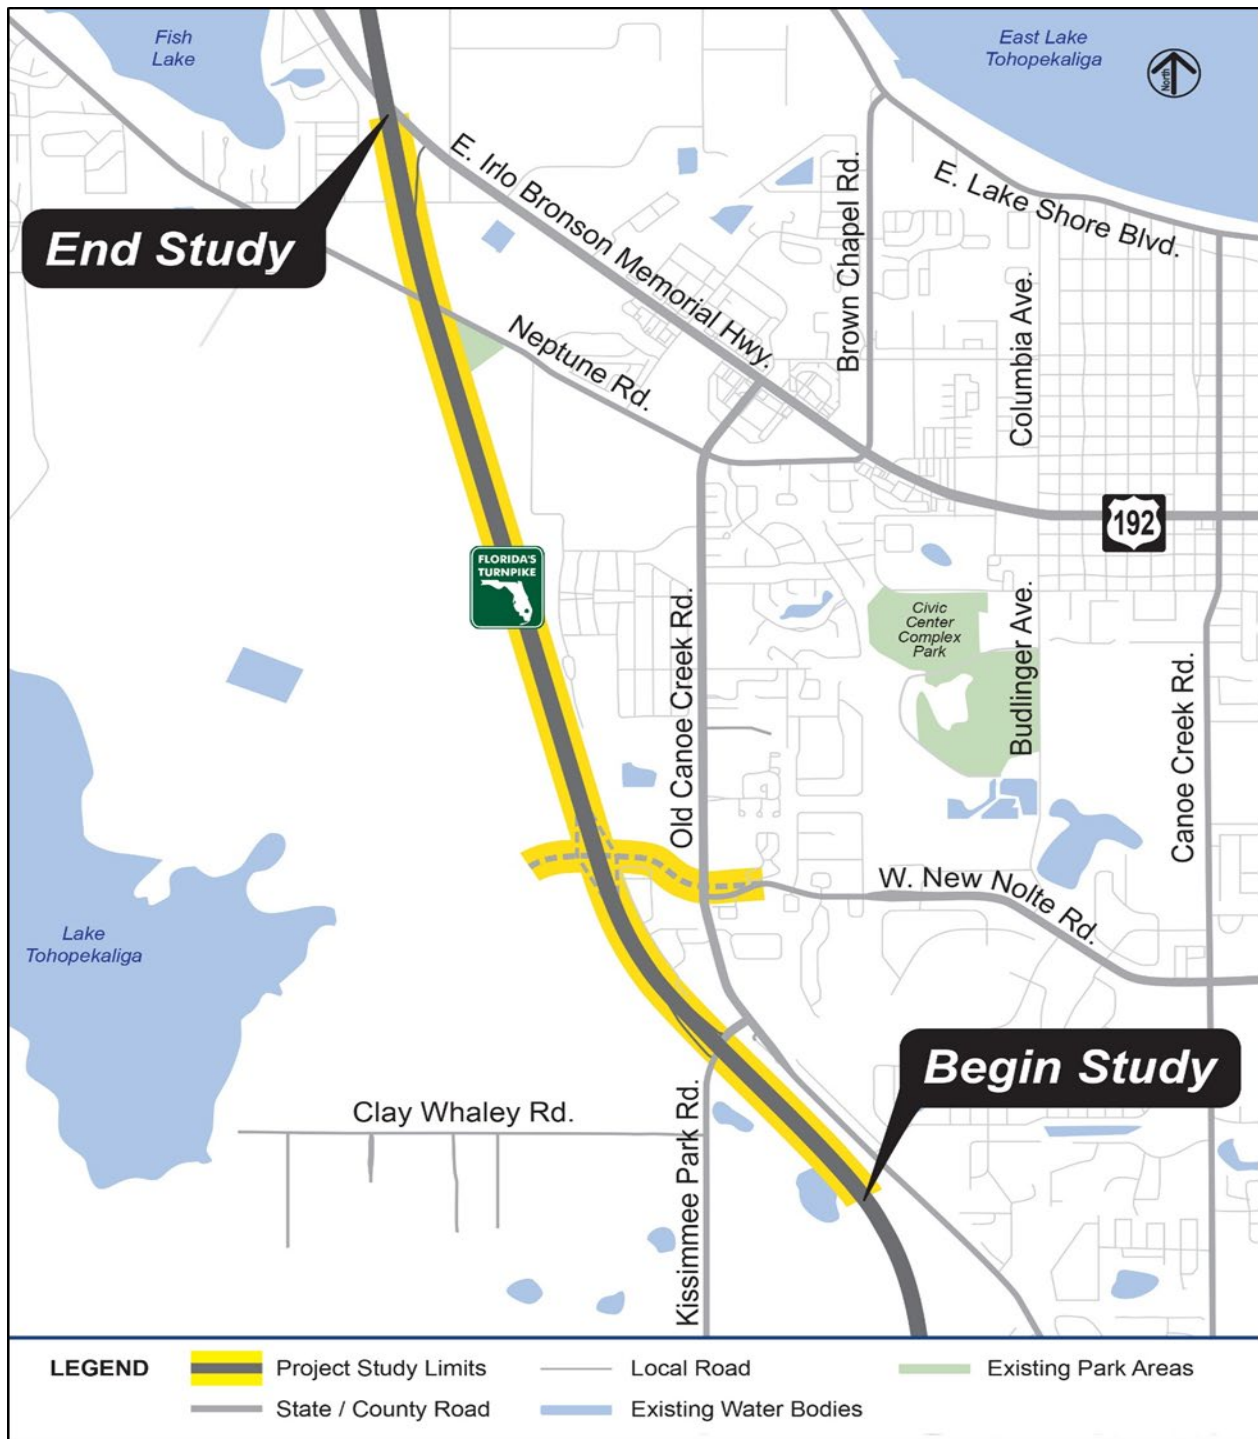 Fish
Lake
East Lake
Tohopekaliga
North
E. Irlo Bronson Memorial Hwy.
Brown Chapel Rd.
E. Lake Shore Blvd.
End Study
Neptune Rd.
Columbia Ave.
192
FLORIDA'S
TURNPIKE
Old Canoe Creek Rd.
Civic
Center
Complex
Park
Budlinger Ave.
Canoe Creek Rd.
W. New Nolte Rd.
Lake
Tohopekaliga
Begin Study
Clay Whaley Rd.
Kissimmee Park Rd.
LEGEND
Project Study Limits
Local Road
Existing Park Areas
State / County Road
Existing Water Bodies